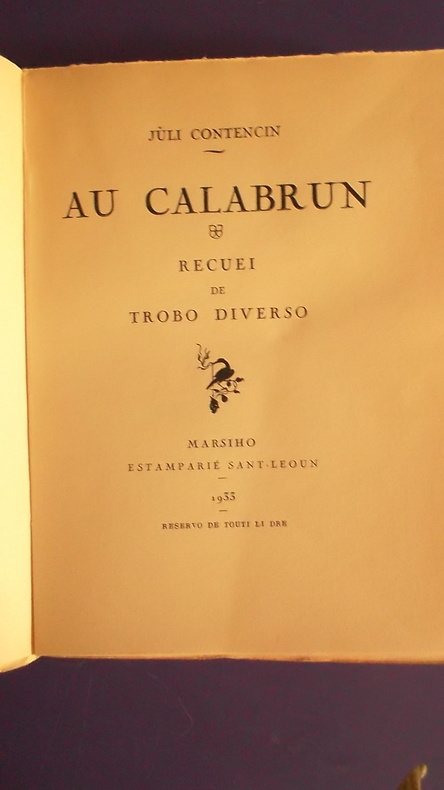 JÙLI CONTENCIN
AU CALABRUN
RECUEI
DE
TROBO DIVERSO
MARSIHO
ESTAMPARIÉ SANT-LEOUN
1933
RESERVO DE TOUTI LI DRE